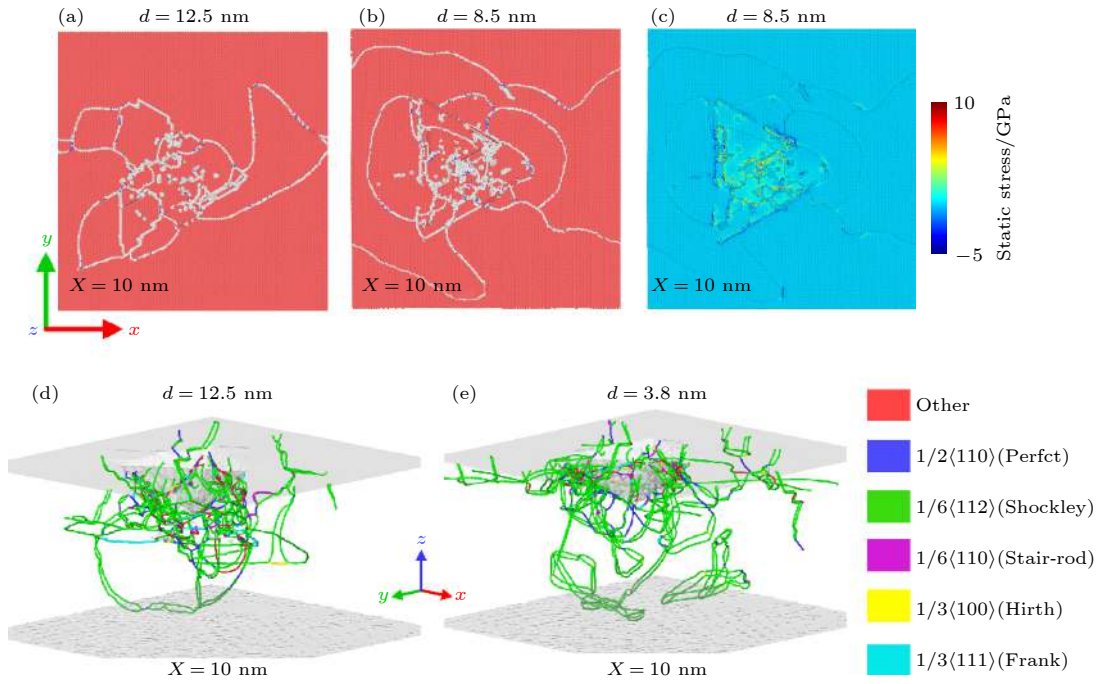 (a) d = 12.5 nm
(b) d = 8.5 nm
(c) d = 8.5 nm
10
Static stress/GPa
−5
y
X = 10 nm
X = 10 nm
X = 10 nm
z x
(d) d = 12.5 nm
(e) d = 3.8 nm
Other
1/2⟨110⟩(Perfct)
1/6⟨112⟩(Shockley)
1/6⟨110⟩(Stair-rod)
1/3⟨100⟩(Hirth)
1/3⟨111⟩(Frank)
z
y x
X = 10 nm
X = 10 nm